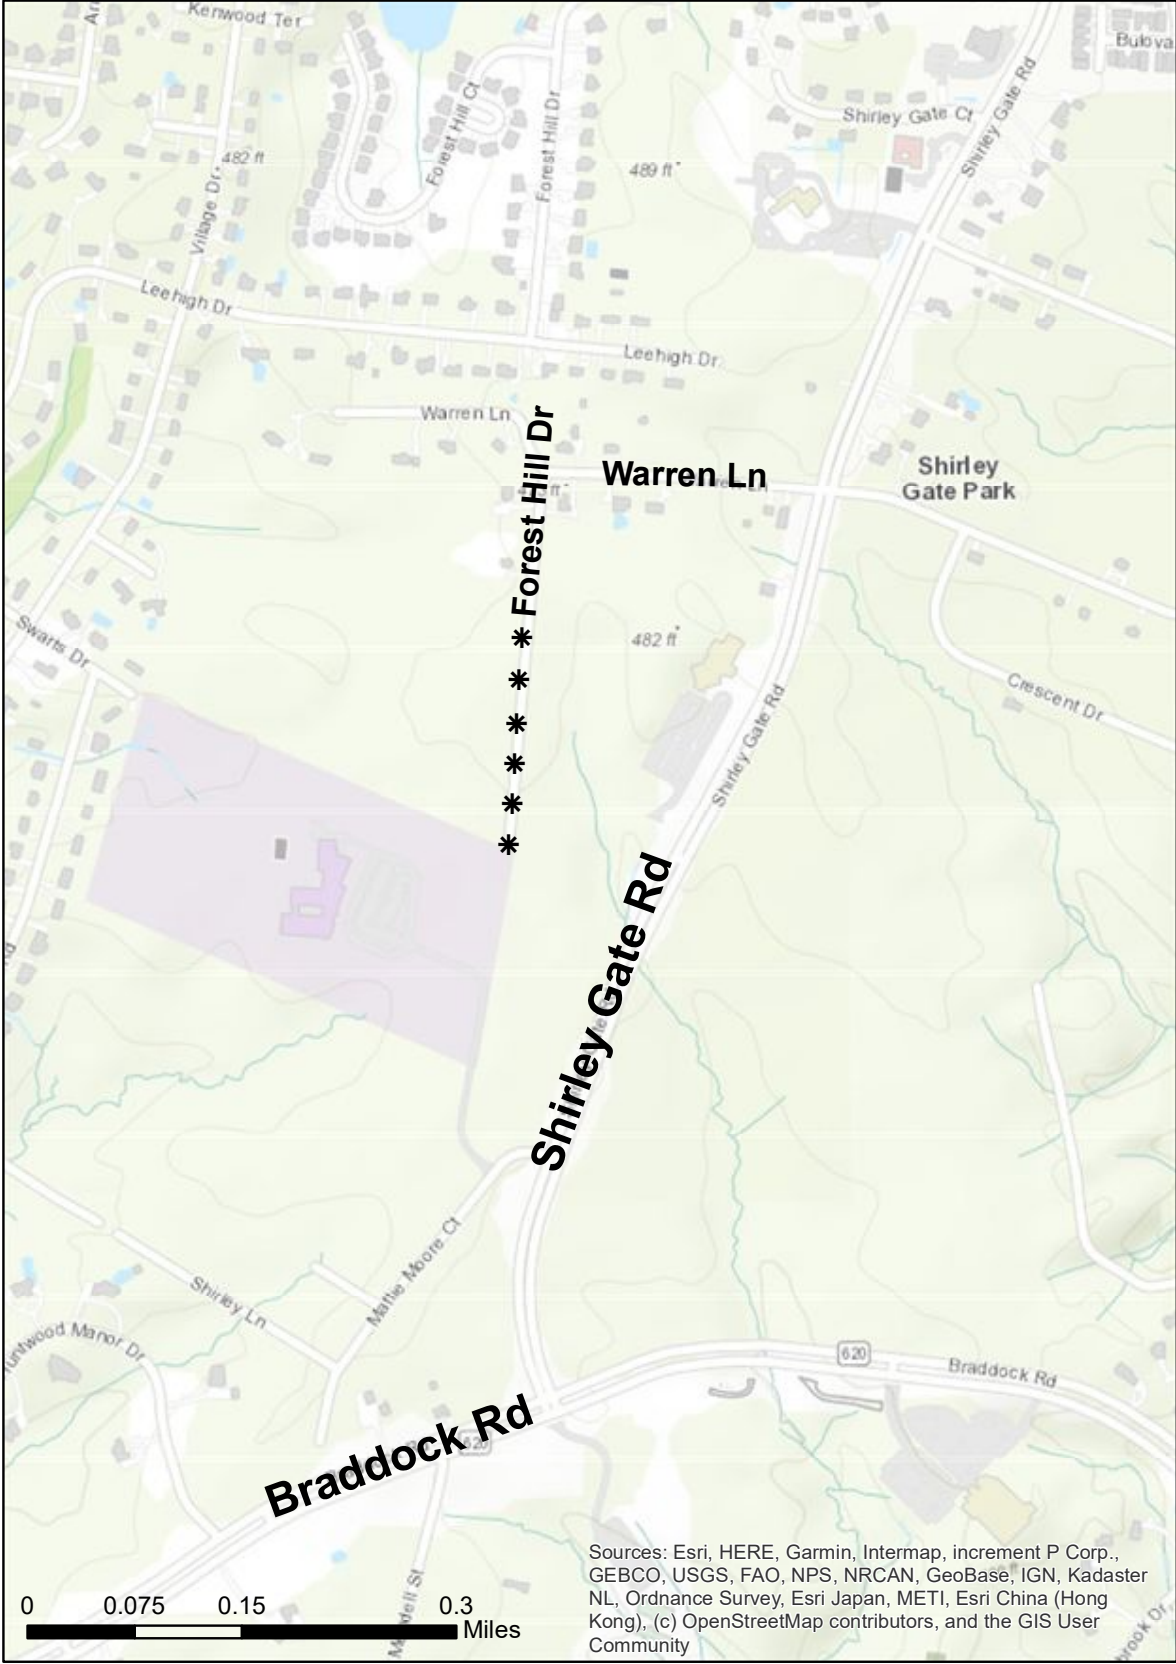 Kenwood Ter
Bulova
Shirley Gate Ct
Shirley Gate Rd
Forest Hill Ct
Forest Hill Dr
482 ft
489 ft
Village Dr
Leehigh Dr
Leehigh Dr
Warren Ln
Forest Hill Dr
Warren Ln
Shirley
Gate Park
Swarts Dr
482 ft
Crescent Dr
Shirley Gate Rd
Shirley Gate Rd
Mattie Moore Ct
Shirley Ln
Manor Dr
620
Braddock Rd
Braddock Rd
620
0 0.075 0.15 0.3
Miles
Sources: Esri, HERE, Garmin, Intermap, increment P Corp.,
GEBCO, USGS, FAO, NPS, NRCAN, GeoBase, IGN, Kadaster
NL, Ordnance Survey, Esri Japan, METI, Esri China (Hong
Kong), (c) OpenStreetMap contributors, and the GIS User
Community